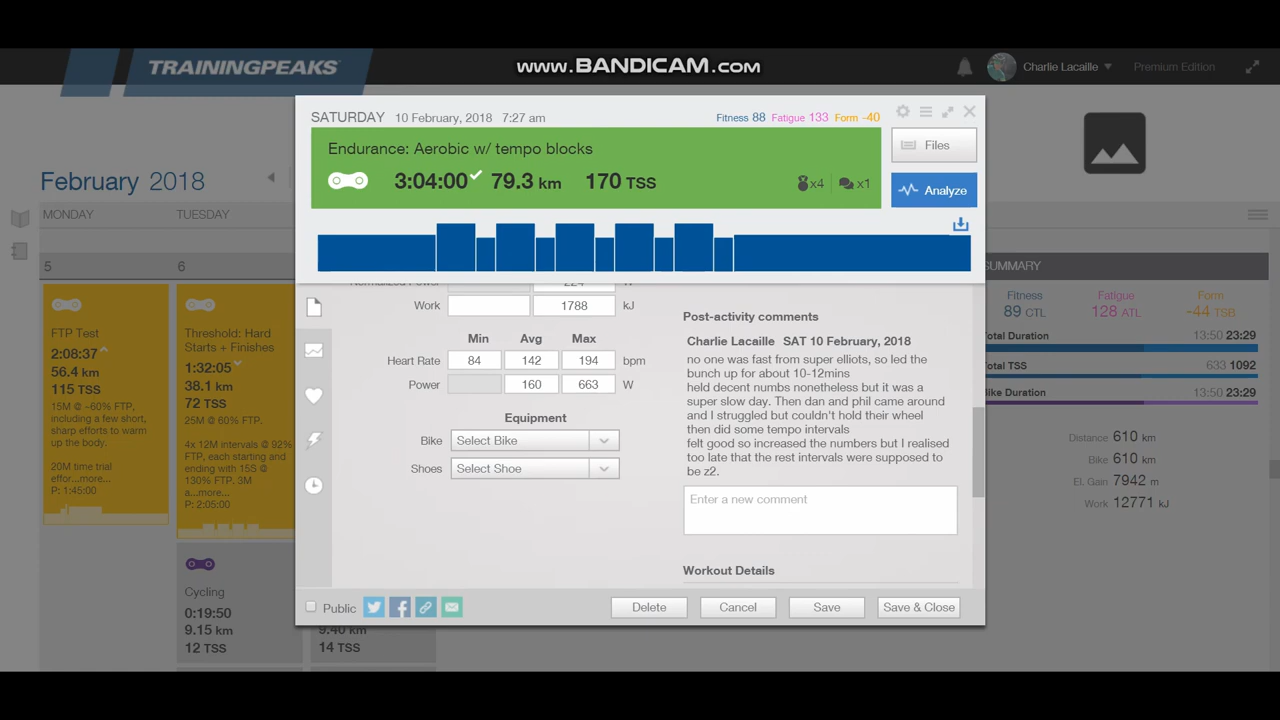 www.BANDICAM.com
TRAININGPEAKS
Charlie Lacaille
Premium Edition
SATURDAY 10 February, 2018 7:27 am
Fitness 88 Fatigue 133 Form -40
Endurance: Aerobic w/ tempo blocks
3:04:00 79.3 km 170 TSS
x4 x1
Files
Analyze
February 2018
MONDAY TUESDAY
5 6
FTP Test
2:08:37
56.4 km
115 TSS
15M @ ~60% FTP,
including a few short,
sharp efforts to warm
up the body.
20M time trial
effor...more...
P: 1:45:00
Threshold: Hard
Starts + Finishes
1:32:05
38.1 km
72 TSS
25M @ 60% FTP.
4x 12M intervals @ 92%
FTP, each starting and
ending with 15S @
130% FTP. 3M
a...more...
P: 2:05:00
Cycling
0:19:50
9.15 km
12 TSS
9.40 km
14 TSS
Normalized Power 224 W
Work 1788 kJ
Min Avg Max
Heart Rate 84 142 194 bpm
Power 160 663 W
Equipment
Bike Select Bike
Shoes Select Shoe
Post-activity comments
Charlie Lacaille SAT 10 February, 2018
no one was fast from super elliots, so led the
bunch up for about 10-12mins
held decent numbs nonetheless but it was a
super slow day. Then dan and phil came around
and I struggled but couldn't hold their wheel
then did some tempo intervals
felt good so increased the numbers but I realised
too late that the rest intervals were supposed to
be z2.
Enter a new comment
Workout Details
Public
Delete Cancel Save Save & Close
SUMMARY
Fitness Fatigue Form
89 CTL 128 ATL -44 TSB
Total Duration 13:50 23:29
Total TSS 633 1092
Bike Duration 13:50 23:29
Distance 610 km
Bike 610 km
El. Gain 7942 m
Work 12771 kJ